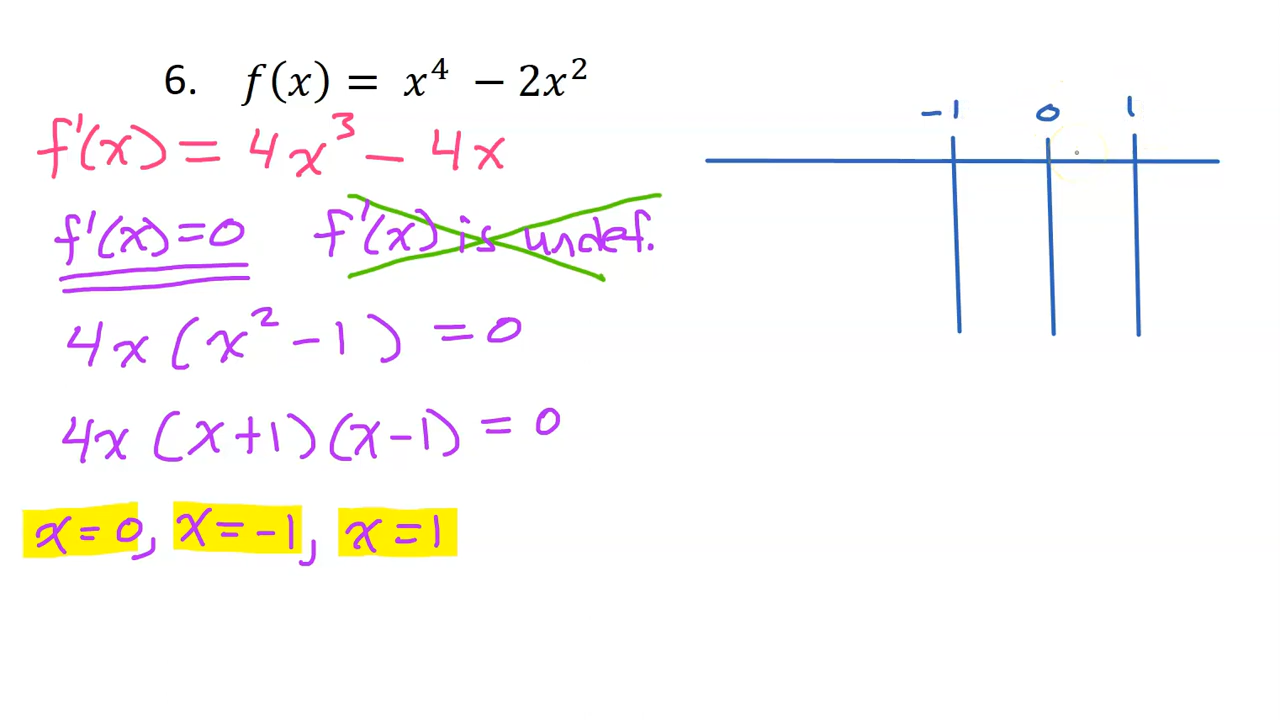 6. f(x) = x⁴ − 2x²
f'(x) = 4x³ − 4x
f'(x)=0 f'(x) is undef.
4x (x² − 1) = 0
4x (x+1) (x−1) = 0
x=0, x=−1, x=1
−1 0 1